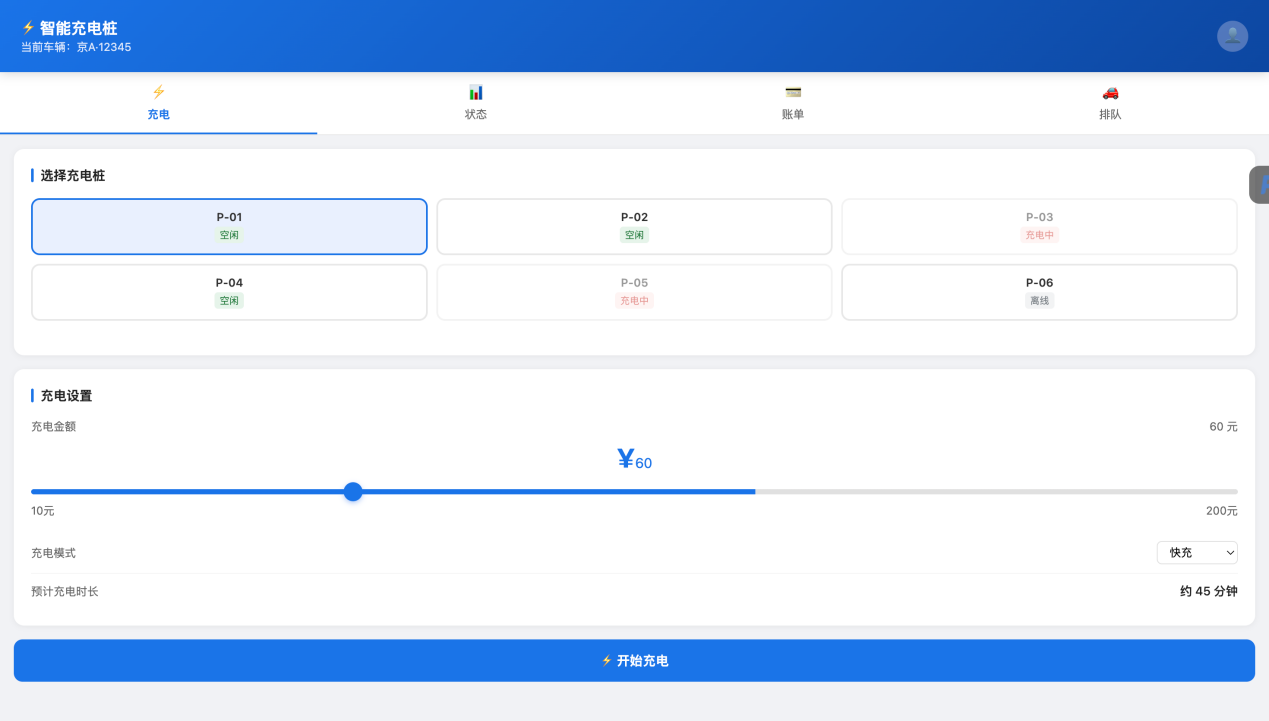 ⚡ 智能充电桩
当前车辆：京A·12345
充电
状态
账单
排队
选择充电桩
P-01
空闲
P-02
空闲
P-03
充电中
P-04
空闲
P-05
充电中
P-06
离线
充电设置
充电金额
60 元
¥60
10元
200元
充电模式
快充
预计充电时长
约 45 分钟
⚡ 开始充电